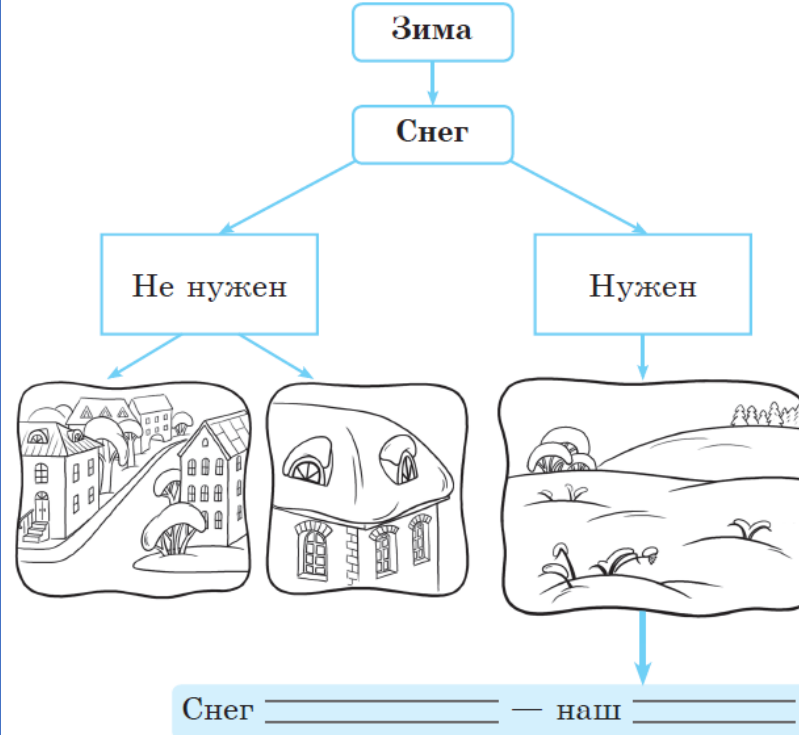 Зима
Снег
Не нужен
Нужен
Снег — наш